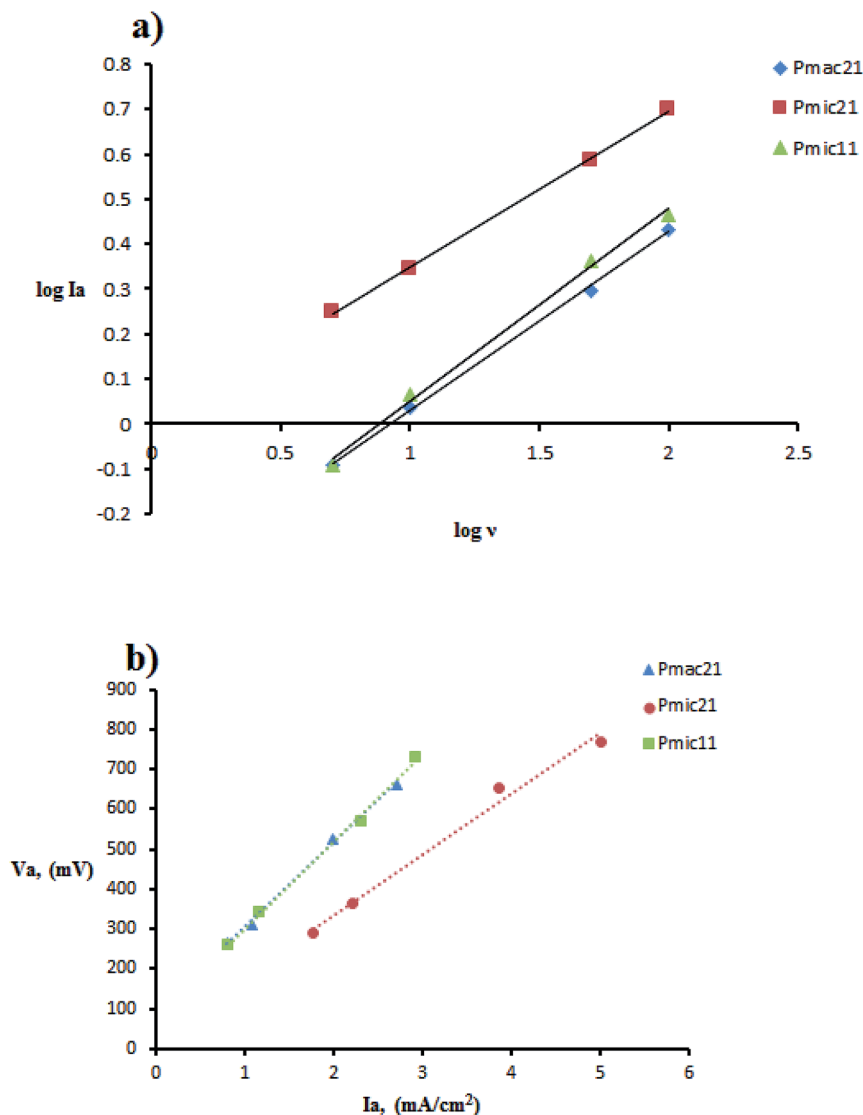 a)
0.8
0.7
0.6
0.5
0.4
0.3
0.2
0.1
0
-0.1
-0.2
0 0.5 1 1.5 2 2.5
log Ia
log ν
Pmac21
Pmic21
Pmic11
b)
900
800
700
600
500
400
300
200
100
0
0 1 2 3 4 5 6
Va, (mV)
Ia, (mA/cm²)
Pmac21
Pmic21
Pmic11